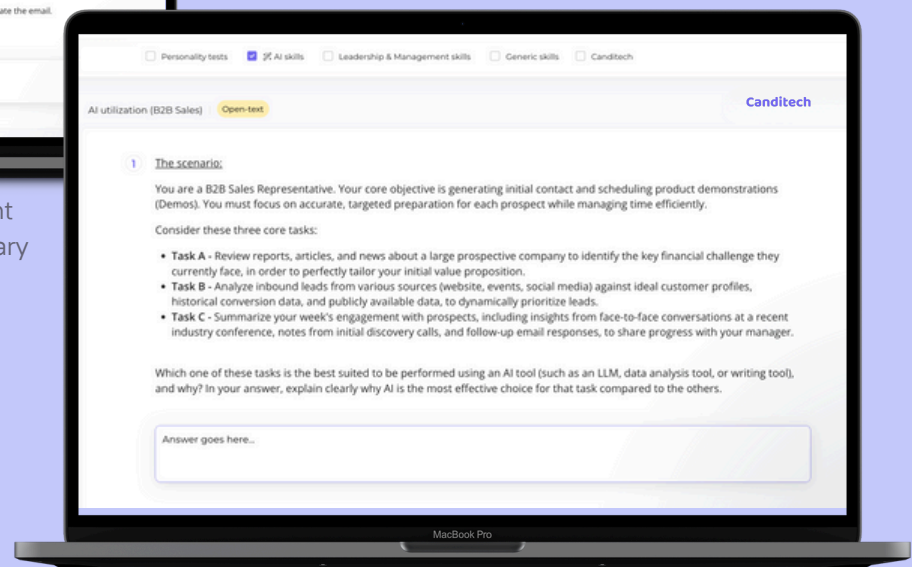 ate the email.
Personality tests AI skills Leadership & Management skills Generic skills Canditech
AI utilization (B2B Sales) Open-text Canditech
1 The scenario:
You are a B2B Sales Representative. Your core objective is generating initial contact and scheduling product demonstrations
(Demos). You must focus on accurate, targeted preparation for each prospect while managing time efficiently.
Consider these three core tasks:
• Task A - Review reports, articles, and news about a large prospective company to identify the key financial challenge they
currently face, in order to perfectly tailor your initial value proposition.
• Task B - Analyze inbound leads from various sources (website, events, social media) against ideal customer profiles,
historical conversion data, and publicly available data, to dynamically prioritize leads.
• Task C - Summarize your week's engagement with prospects, including insights from face-to-face conversations at a recent
industry conference, notes from initial discovery calls, and follow-up email responses, to share progress with your manager.
Which one of these tasks is the best suited to be performed using an AI tool (such as an LLM, data analysis tool, or writing tool),
and why? In your answer, explain clearly why AI is the most effective choice for that task compared to the others.
Answer goes here...
MacBook Pro